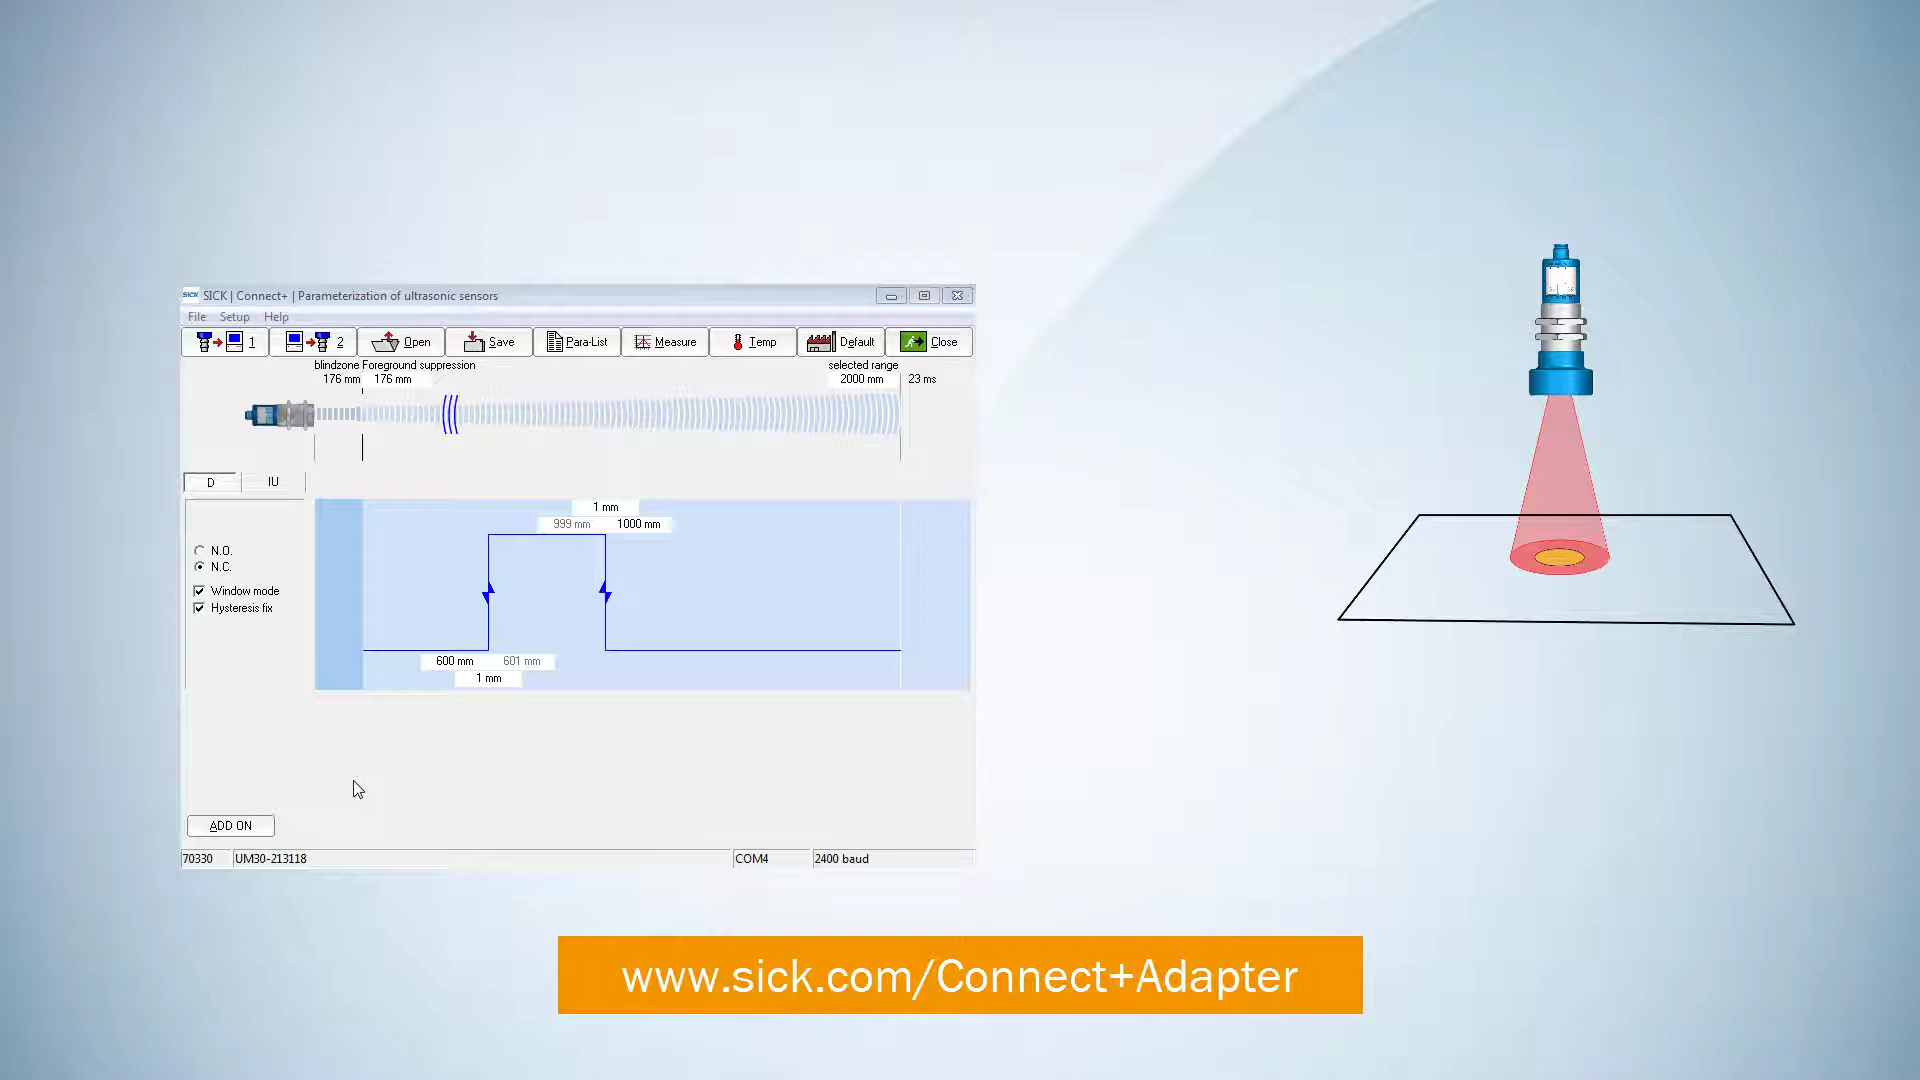 SICK SICK | Connect+ | Parameterization of ultrasonic sensors
File Setup Help
1 2 Open Save Para-List Measure Temp Default Close
blindzone Foreground suppression selected range
176 mm 176 mm 2000 mm 23 ms
D IU
1 mm
999 mm 1000 mm
N.O.
N.C.
Window mode
Hysteresis fix
600 mm 601 mm
1 mm
ADD ON
70330 UM30-213118 COM4 2400 baud
www.sick.com/Connect+Adapter